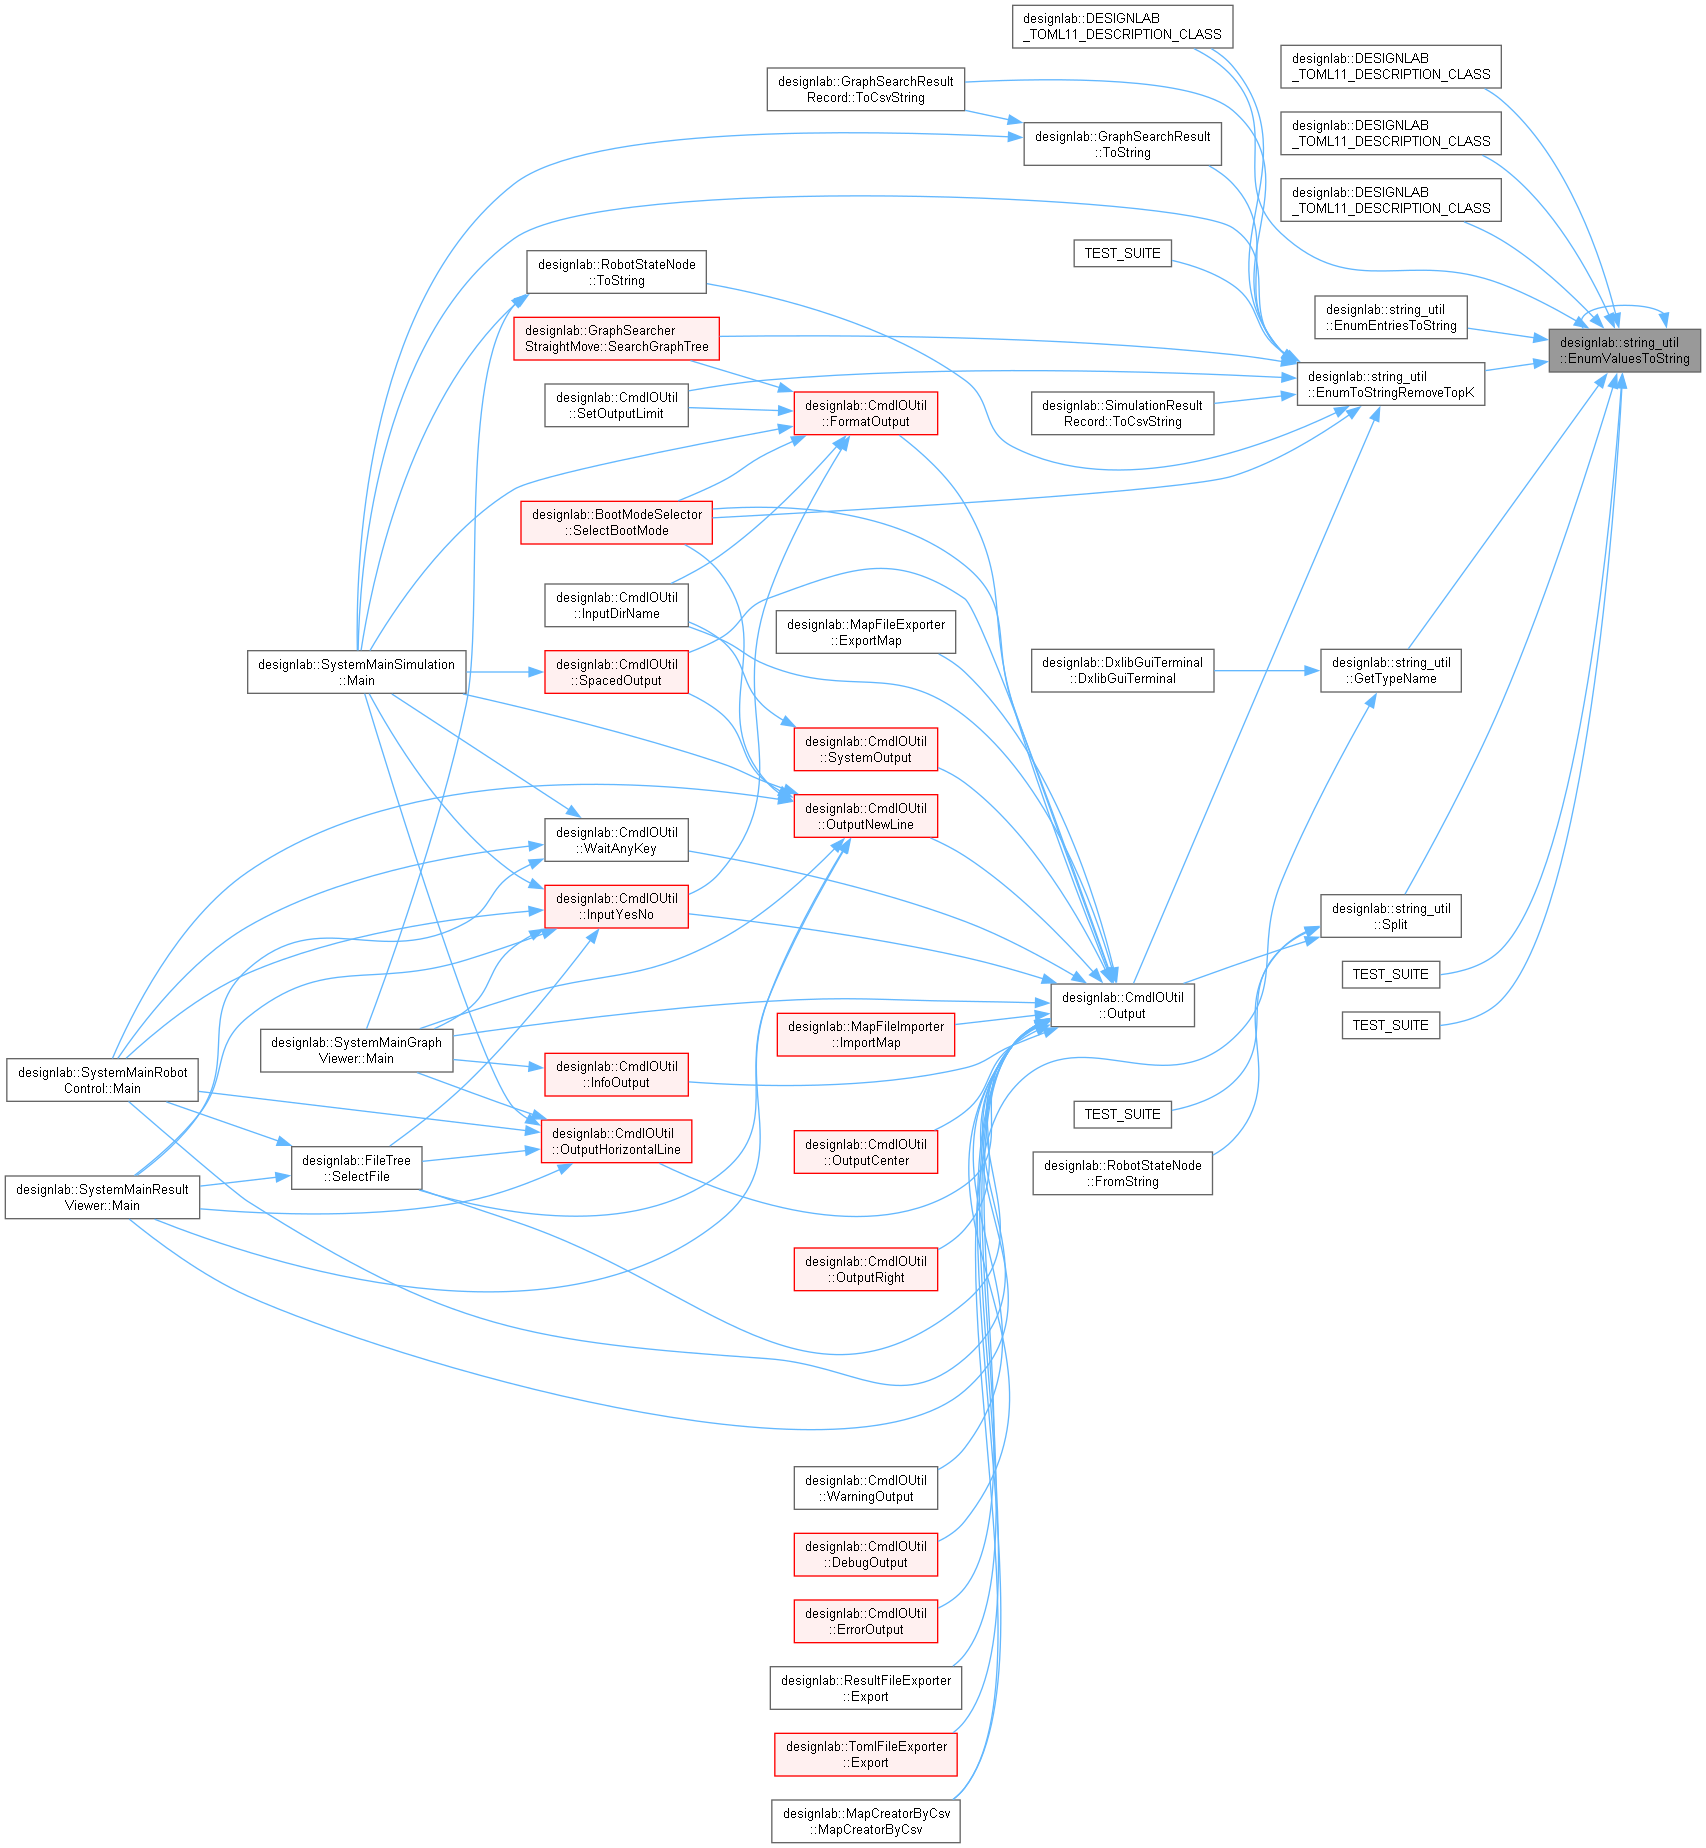 designlab::DESIGNLAB
_TOML11_DESCRIPTION_CLASS
designlab::DESIGNLAB
_TOML11_DESCRIPTION_CLASS
designlab::GraphSearchResult
Record::ToCsvString
designlab::DESIGNLAB
_TOML11_DESCRIPTION_CLASS
designlab::GraphSearchResult
::ToString
designlab::DESIGNLAB
_TOML11_DESCRIPTION_CLASS
TEST_SUITE
designlab::RobotStateNode
::ToString
designlab::string_util
::EnumEntriesToString
designlab::GraphSearcher
StraightMove::SearchGraphTree
designlab::string_util
::EnumValuesToString
designlab::string_util
::EnumToStringRemoveTopK
designlab::CmdIOUtil
::SetOutputLimit
designlab::CmdIOUtil
::FormatOutput
designlab::SimulationResult
Record::ToCsvString
designlab::BootModeSelector
::SelectBootMode
designlab::CmdIOUtil
::InputDirName
designlab::MapFileExporter
::ExportMap
designlab::SystemMainSimulation
::Main
designlab::CmdIOUtil
::SpacedOutput
designlab::DxlibGuiTerminal
::DxlibGuiTerminal
designlab::string_util
::GetTypeName
designlab::CmdIOUtil
::SystemOutput
designlab::CmdIOUtil
::OutputNewLine
designlab::CmdIOUtil
::WaitAnyKey
designlab::CmdIOUtil
::InputYesNo
designlab::string_util
::Split
TEST_SUITE
designlab::CmdIOUtil
::Output
TEST_SUITE
designlab::MapFileImporter
::ImportMap
designlab::SystemMainGraph
Viewer::Main
designlab::CmdIOUtil
::InfoOutput
designlab::SystemMainRobot
Control::Main
TEST_SUITE
designlab::CmdIOUtil
::OutputHorizontalLine
designlab::CmdIOUtil
::OutputCenter
designlab::FileTree
::SelectFile
designlab::RobotStateNode
::FromString
designlab::SystemMainResult
Viewer::Main
designlab::CmdIOUtil
::OutputRight
designlab::CmdIOUtil
::WarningOutput
designlab::CmdIOUtil
::DebugOutput
designlab::CmdIOUtil
::ErrorOutput
designlab::ResultFileExporter
::Export
designlab::TomlFileExporter
::Export
designlab::MapCreatorByCsv
::MapCreatorByCsv